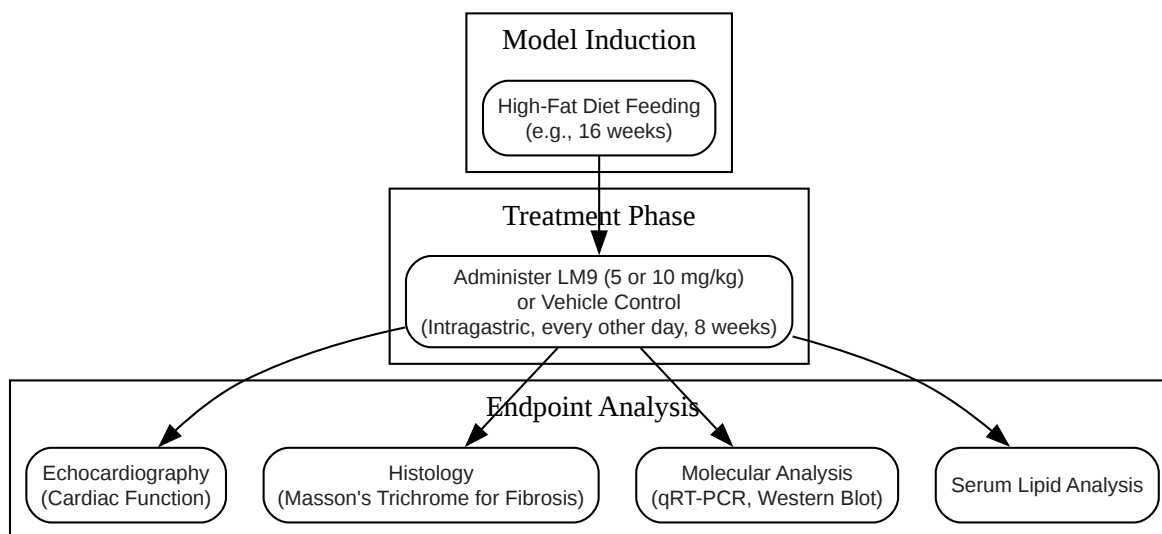 Model Induction
High-Fat Diet Feeding
(e.g., 16 weeks)
Treatment Phase
Administer LM9 (5 or 10 mg/kg)
or Vehicle Control
(Intragastric, every other day, 8 weeks)
Endpoint Analysis
Echocardiography
(Cardiac Function)
Histology
(Masson's Trichrome for Fibrosis)
Molecular Analysis
(qRT-PCR, Western Blot)
Serum Lipid Analysis